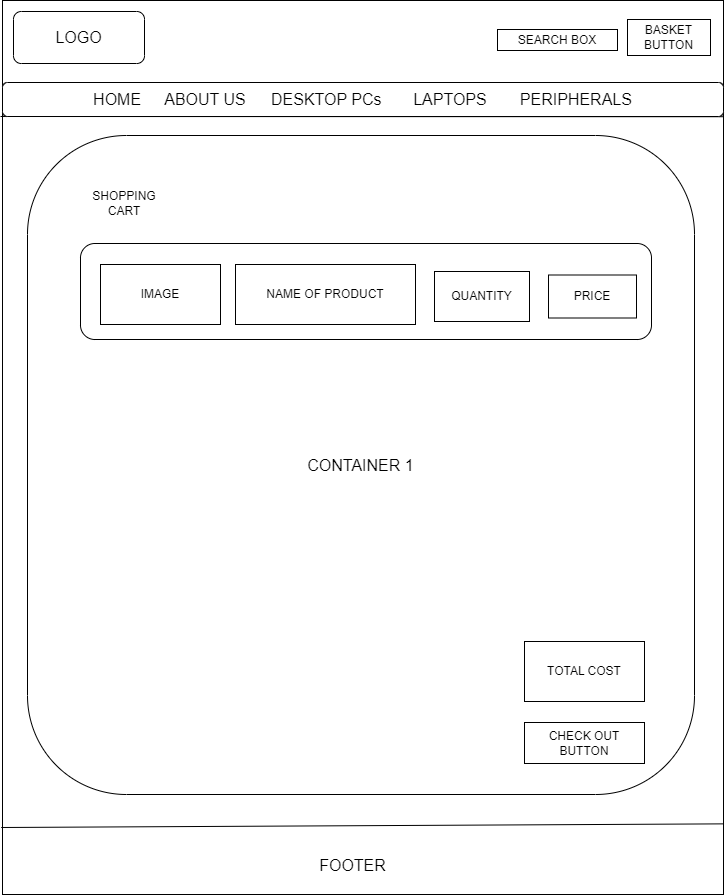 LOGO
SEARCH BOX
BASKET
BUTTON
HOME ABOUT US DESKTOP PCs LAPTOPS PERIPHERALS
SHOPPING
CART
IMAGE NAME OF PRODUCT QUANTITY PRICE
CONTAINER 1
TOTAL COST
CHECK OUT
BUTTON
FOOTER